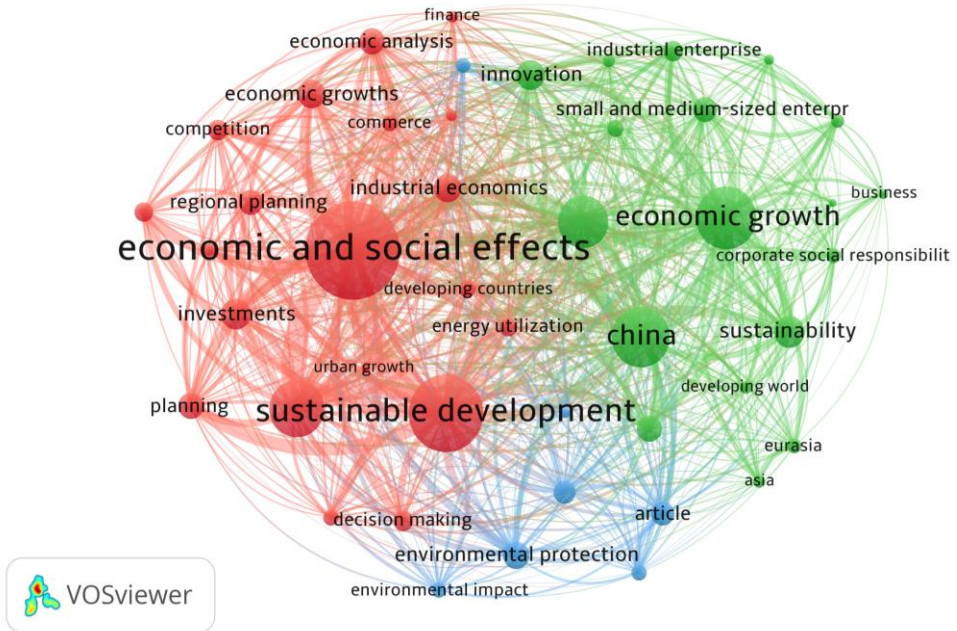 finance
economic analysis
industrial enterprise
innovation
economic growths
small and medium-sized enterpr
commerce
competition
industrial economics
business
regional planning
economic growth
economic and social effects
corporate social responsibilit
developing countries
investments
energy utilization
china
sustainability
urban growth
developing world
planning
sustainable development
eurasia
asia
decision making
article
environmental protection
environmental impact
VOSviewer